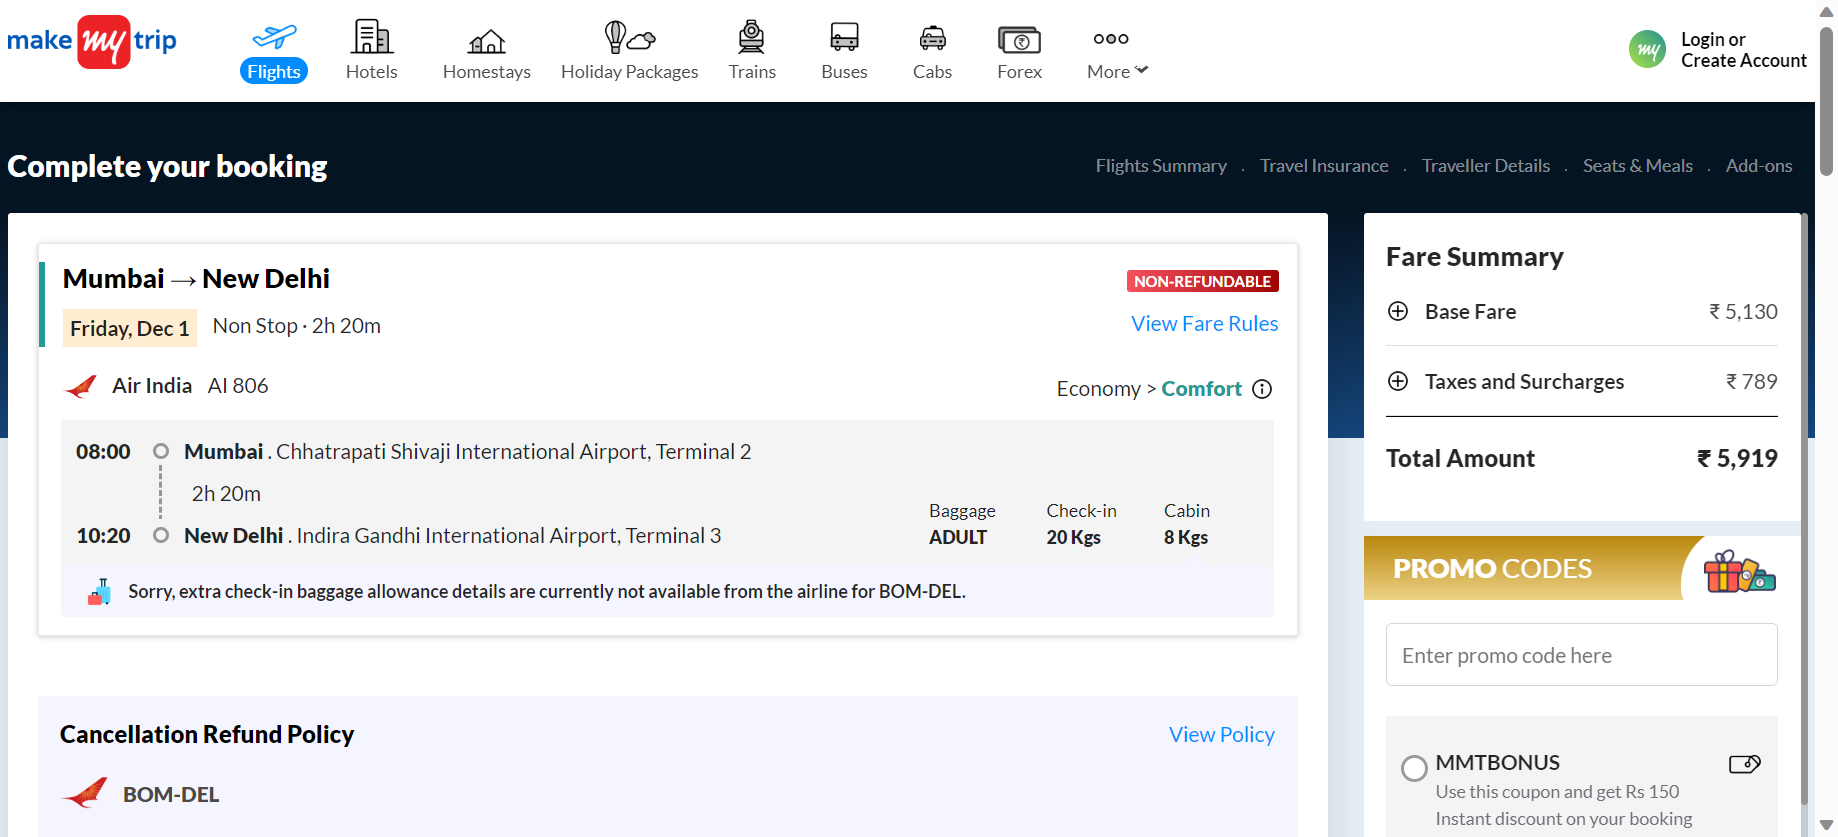 make my trip
Flights
Hotels
Homestays
Holiday Packages
Trains
Buses
Cabs
Forex
More
my
Login or
Create Account
Complete your booking
Flights Summary . Travel Insurance . Traveller Details . Seats & Meals . Add-ons
Mumbai → New Delhi
NON-REFUNDABLE
Friday, Dec 1 Non Stop · 2h 20m
View Fare Rules
Air India AI 806
Economy > Comfort
08:00 Mumbai . Chhatrapati Shivaji International Airport, Terminal 2
2h 20m
10:20 New Delhi . Indira Gandhi International Airport, Terminal 3
Baggage Check-in Cabin
ADULT 20 Kgs 8 Kgs
Sorry, extra check-in baggage allowance details are currently not available from the airline for BOM-DEL.
Cancellation Refund Policy
View Policy
BOM-DEL
Fare Summary
Base Fare ₹ 5,130
Taxes and Surcharges ₹ 789
Total Amount ₹ 5,919
PROMO CODES
Enter promo code here
MMTBONUS
Use this coupon and get Rs 150
Instant discount on your booking